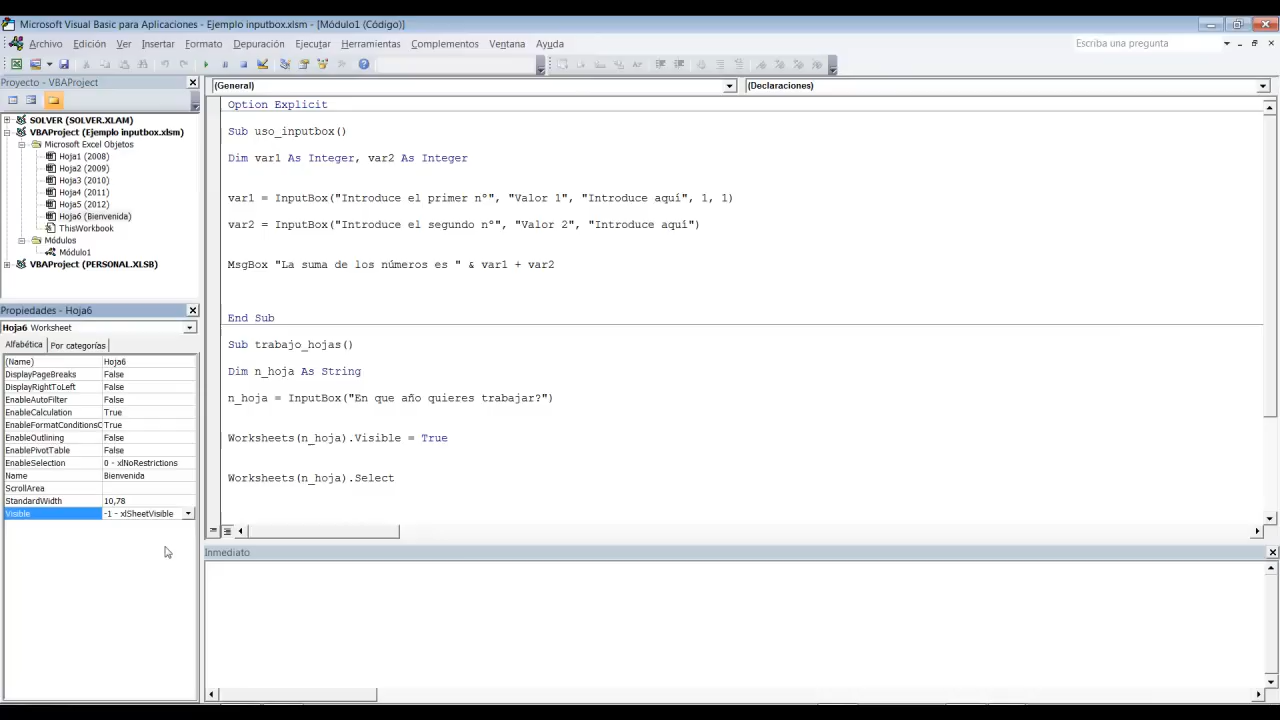 Microsoft Visual Basic para Aplicaciones - Ejemplo inputbox.xlsm - [Módulo1 (Código)]
Archivo Edición Ver Insertar Formato Depuración Ejecutar Herramientas Complementos Ventana Ayuda
Escriba una pregunta
Proyecto - VBAProject
SOLVER (SOLVER.XLAM)
VBAProject (Ejemplo inputbox.xlsm)
Microsoft Excel Objetos
Hoja1 (2008)
Hoja2 (2009)
Hoja3 (2010)
Hoja4 (2011)
Hoja5 (2012)
Hoja6 (Bienvenida)
ThisWorkbook
Módulos
Módulo1
VBAProject (PERSONAL.XLSB)
Propiedades - Hoja6
Hoja6 Worksheet
Alfabética Por categorías
(Name) Hoja6
DisplayPageBreaks False
DisplayRightToLeft False
EnableAutoFilter False
EnableCalculation True
EnableFormatConditionsC True
EnableOutlining False
EnablePivotTable False
EnableSelection 0 - xlNoRestrictions
Name Bienvenida
ScrollArea
StandardWidth 10,78
Visible -1 - xlSheetVisible
(General) (Declaraciones)
Option Explicit
Sub uso_inputbox()
Dim var1 As Integer, var2 As Integer
var1 = InputBox("Introduce el primer nº", "Valor 1", "Introduce aquí", 1, 1)
var2 = InputBox("Introduce el segundo nº", "Valor 2", "Introduce aquí")
MsgBox "La suma de los números es " & var1 + var2
End Sub
Sub trabajo_hojas()
Dim n_hoja As String
n_hoja = InputBox("En que año quieres trabajar?")
Worksheets(n_hoja).Visible = True
Worksheets(n_hoja).Select
Inmediato